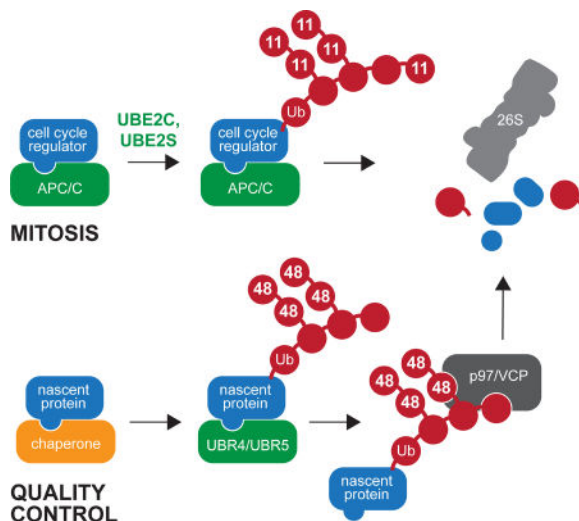 11
11
11
11
11
Ub
26S
UBE2C,
UBE2S
cell cycle
regulator
APC/C
cell cycle
regulator
APC/C
MITOSIS
48
48
48
48
Ub
nascent
protein
chaperone
nascent
protein
UBR4/UBR5
48
48
48
48
p97/VCP
Ub
nascent
protein
QUALITY
CONTROL